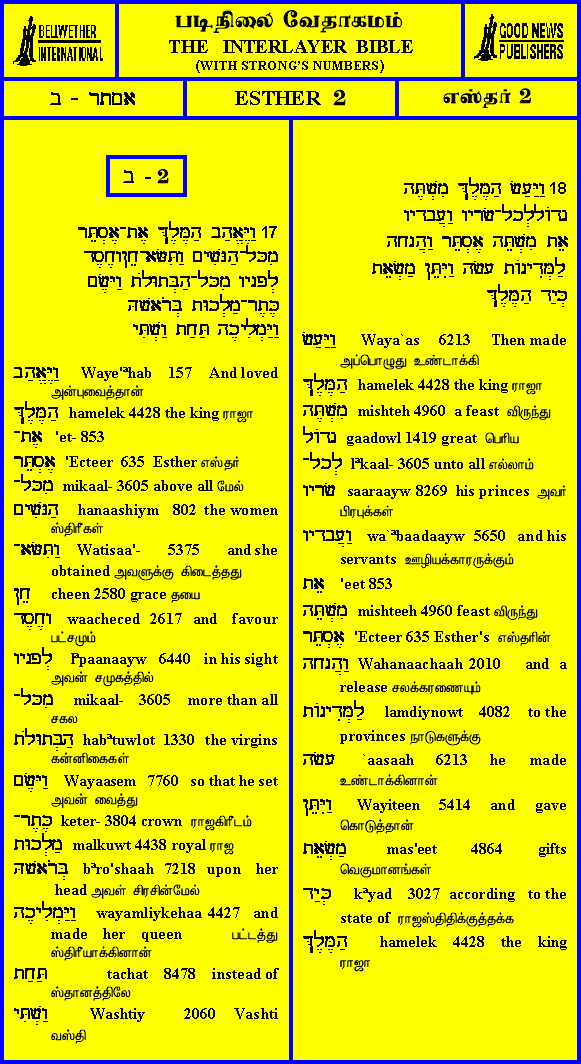 BELLWETHER
INTERNATIONAL
படிநிலை வேதாகமம்
THE INTERLAYER BIBLE
(WITH STRONG'S NUMBERS)
GOOD NEWS
PUBLISHERS
אסתר - ב
ESTHER 2
எஸ்தர் 2
ב - 2
17 וַיֶּאֱהַב הַמֶּלֶךְ אֶת־אֶסְתֵּר
מִכָּל־הַנָּשִׁים וַתִּשָּׂא־חֵן וָחֶסֶד
לְפָנָיו מִכָּל־הַבְּתוּלֹת וַיָּשֶׂם
כֶּתֶר־מַלְכוּת בְּרֹאשָׁהּ
וַיַּמְלִיכֶהָ תַּחַת וַשְׁתִּי
וַיֶּאֱהַב Waye'ᵃhab 157 And loved
அன்புவைத்தான்
הַמֶּלֶךְ hamelek 4428 the king ராஜா
אֶת־ 'et- 853
אֶסְתֵּר 'Ecteer 635 Esther எஸ்தர்
מִכָּל־ mikaal- 3605 above all மேல்
הַנָּשִׁים hanaashiym 802 the women
ஸ்திரீகள்
וַתִּשָּׂא־ Watisaa'- 5375 and she
obtained அவளுக்கு கிடைத்தது
חֵן cheen 2580 grace தயை
וָחֶסֶד waacheced 2617 and favour
பட்சமும்
לְפָנָיו lᵃpaanaayw 6440 in his sight
அவன் சமுகத்தில்
מִכָּל־ mikaal- 3605 more than all
சகல
הַבְּתוּלֹת habᵃtuwlot 1330 the virgins
கன்னிகைகள்
וַיָּשֶׂם Wayaasem 7760 so that he set
அவன் வைத்து
כֶּתֶר־ keter- 3804 crown ராஜகிரீடம்
מַלְכוּת malkuwt 4438 royal ராஜ
בְּרֹאשָׁהּ bᵃro'shaah 7218 upon her
head அவள் சிரசின்மேல்
וַיַּמְלִיכֶהָ wayamliykehaa 4427 and
made her queen பட்டத்து
ஸ்திரீயாக்கினான்
תַּחַת tachat 8478 instead of
ஸ்தானத்திலே
וַשְׁתִּי Washtiy 2060 Vashti
வஸ்தி
18 וַיַּעַשׂ הַמֶּלֶךְ מִשְׁתֶּה
גָדוֹל לְכָל־שָׂרָיו וַעֲבָדָיו
אֵת מִשְׁתֵּה אֶסְתֵּר וַהֲנָחָה
לַמְּדִינוֹת עָשָׂה וַיִּתֵּן מַשְׂאֵת
כְּיַד הַמֶּלֶךְ
וַיַּעַשׂ Waya`as 6213 Then made
அப்பொழுது உண்டாக்கி
הַמֶּלֶךְ hamelek 4428 the king ராஜா
מִשְׁתֶּה mishteh 4960 a feast விருந்து
גָדוֹל gaadowl 1419 great பெரிய
לְכָל־ lᵃkaal- 3605 unto all எல்லாம்
שָׂרָיו saaraayw 8269 his princes அவர்
பிரபுக்கள்
וַעֲבָדָיו wa`ᵃbaadaayw 5650 and his
servants ஊழியக்காரருக்கும்
אֵת 'eet 853
מִשְׁתֵּה mishteeh 4960 feast விருந்து
אֶסְתֵּר 'Ecteer 635 Esther's எஸ்தரின்
וַהֲנָחָה Wahanaachaah 2010 and a
release சலக்கரணையும்
לַמְּדִינוֹת lamdiynowt 4082 to the
provinces நாடுகளுக்கு
עָשָׂה `aasaah 6213 he made
உண்டாக்கினான்
וַיִּתֵּן Wayiteen 5414 and gave
கொடுத்தான்
מַשְׂאֵת mas'eet 4864 gifts
வெகுமானங்கள்
כְּיַד kᵃyad 3027 according to the
state of ராஜஸ்திதிக்குத்தக்க
הַמֶּלֶךְ hamelek 4428 the king
ராஜா